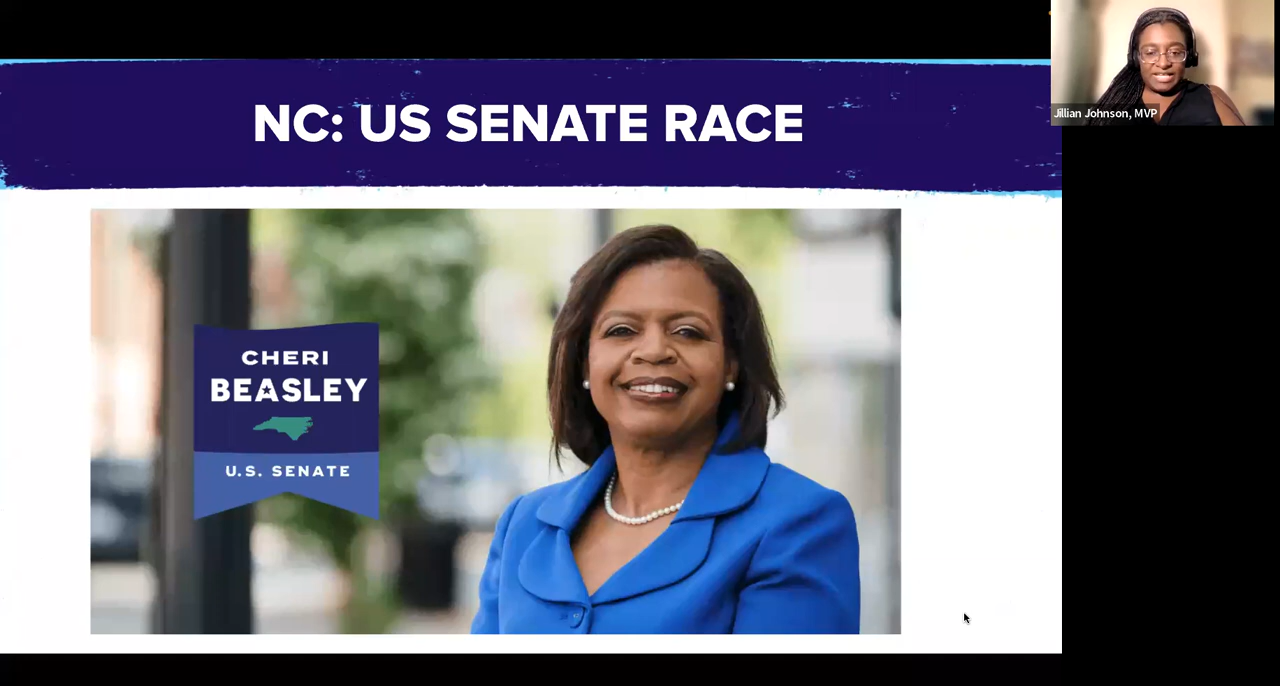 NC: US SENATE RACE
Jillian Johnson, MVP
CHERI
BEASLEY
U.S. SENATE